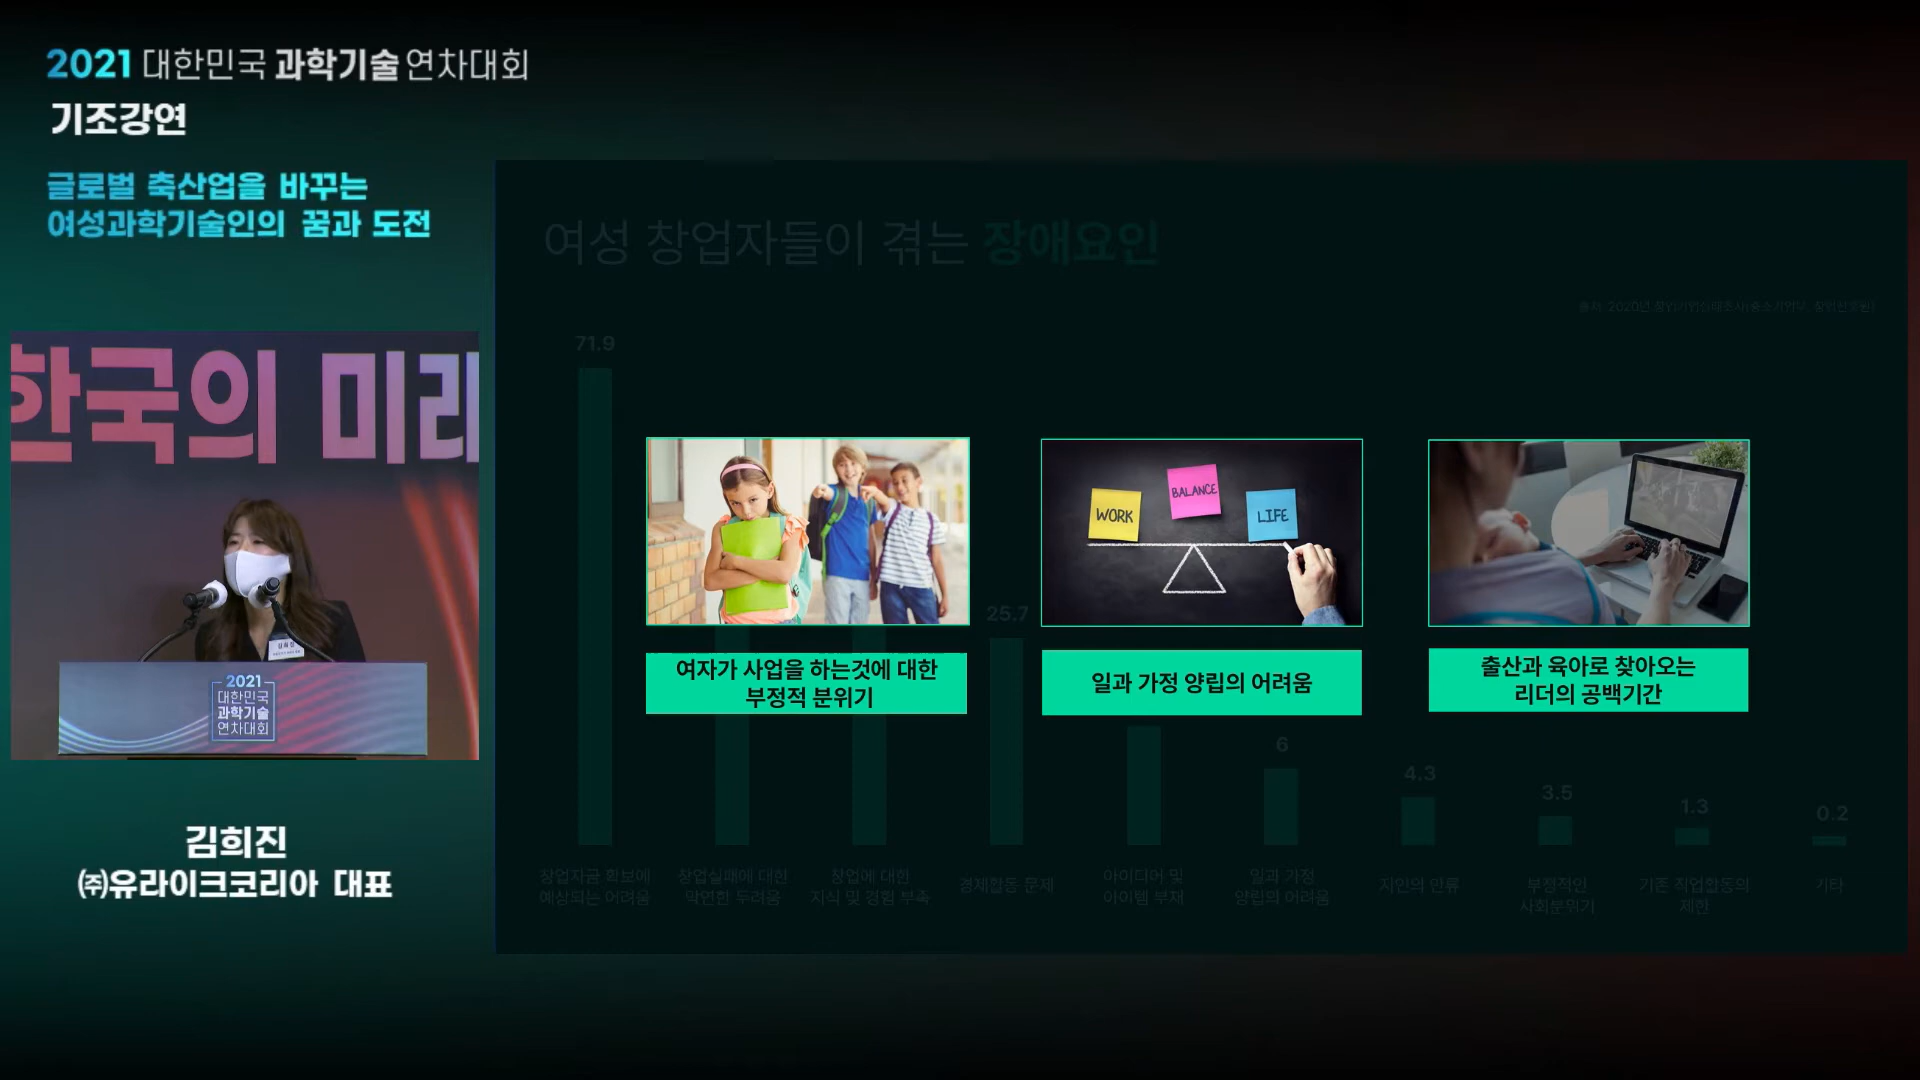 2021 대한민국 과학기술 연차대회
기조강연
글로벌 축산업을 바꾸는
여성과학기술인의 꿈과 도전
한국의 미래
2021
대한민국
과학기술
연차대회
김희진
㈜유라이크코리아 대표
여성 창업자들이 겪는 장애요인
71.9
25.7
6
4.3
3.5
1.3
0.2
WORK
BALANCE
LIFE
여자가 사업을 하는것에 대한
부정적 분위기
일과 가정 양립의 어려움
출산과 육아로 찾아오는
리더의 공백기간
창업자금 확보에
예상되는 어려움
창업실패에 대한
막연한 두려움
창업에 대한
지식 및 경험 부족
경제활동 문제
아이디어 및
아이템 부재
일과 가정
양립의 어려움
지인의 만류
부정적인
사회분위기
기존 직업활동의
제한
기타